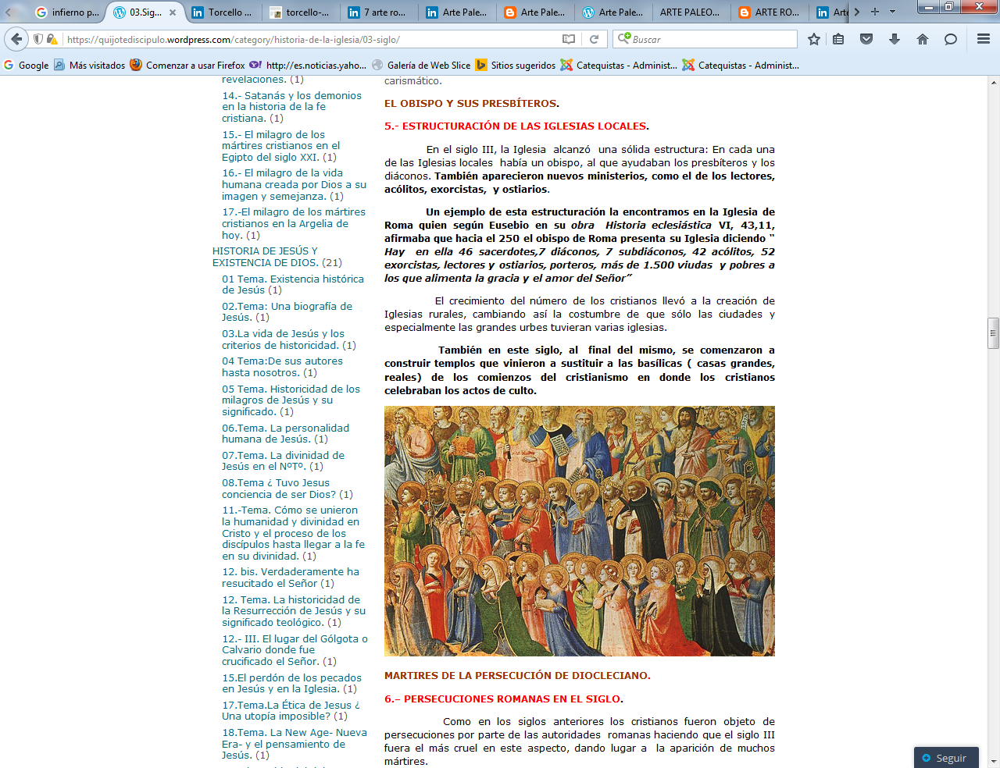 infierno p...
03.Sig...
Torcello ...
torcello-...
7 arte ro...
Arte Pale...
Arte Pale...
Arte Pale...
ARTE PALEO...
ARTE RO...
Arte
https://quijotediscipulo.wordpress.com/category/historia-de-la-iglesia/03-siglo/
Buscar
Google
Más visitados
Comenzar a usar Firefox
http://es.noticias.yaho...
Galería de Web Slice
Sitios sugeridos
Catequistas - Administ...
Catequistas - Administ...
revelaciones. (1)
14.- Satanás y los demonios
en la historia de la fe
cristiana. (1)
15.- El milagro de los
mártires cristianos en el
Egipto del siglo XXI. (1)
16.- El milagro de la vida
humana creada por Dios a su
imagen y semejanza. (1)
17.-El milagro de los mártires
cristianos en la Argelia de
hoy. (1)
HISTORIA DE JESÚS Y
EXISTENCIA DE DIOS. (21)
01 Tema. Existencia histórica
de Jesús (1)
02.Tema: Una biografía de
Jesús. (1)
03.La vida de Jesús y los
criterios de historicidad. (1)
04 Tema:De sus autores
hasta nosotros. (1)
05 Tema. Historicidad de los
milagros de Jesús y su
significado. (1)
06.Tema. La personalidad
humana de Jesús. (1)
07.Tema. La divinidad de
Jesús en el NºTº. (1)
08.Tema ¿ Tuvo Jesus
conciencia de ser Dios? (1)
11.-Tema. Cómo se unieron
la humanidad y divinidad en
Cristo y el proceso de los
discípulos hasta llegar a la fe
en su divinidad. (1)
12. bis. Verdaderamente ha
resucitado el Señor (1)
12. Tema. La historicidad de
la Resurrección de Jesús y su
significado teológico. (1)
12.- III. El lugar del Gólgota o
Calvario donde fue
crucificado el Señor. (1)
15.El perdón de los pecados
en Jesús y en la Iglesia. (1)
17.Tema.La Ética de Jesus ¿
Una utopía imposible? (1)
18.Tema. La New Age- Nueva
Era- y el pensamiento de
Jesús. (1)
carismático.
EL OBISPO Y SUS PRESBÍTEROS.
5.- ESTRUCTURACIÓN DE LAS IGLESIAS LOCALES.
En el siglo III, la Iglesia alcanzó una sólida estructura: En cada una
de las Iglesias locales había un obispo, al que ayudaban los presbíteros y los
diáconos. También aparecieron nuevos ministerios, como el de los lectores,
acólitos, exorcistas, y ostiarios.
Un ejemplo de esta estructuración la encontramos en la Iglesia de
Roma quien según Eusebio en su obra Historia eclesiástica VI, 43,11,
afirmaba que hacia el 250 el obispo de Roma presenta su Iglesia diciendo "
Hay en ella 46 sacerdotes,7 diáconos, 7 subdiáconos, 42 acólitos, 52
exorcistas, lectores y ostiarios, porteros, más de 1.500 viudas y pobres a
los que alimenta la gracia y el amor del Señor”
El crecimiento del número de los cristianos llevó a la creación de
Iglesias rurales, cambiando así la costumbre de que sólo las ciudades y
especialmente las grandes urbes tuvieran varias iglesias.
También en este siglo, al final del mismo, se comenzaron a
construir templos que vinieron a sustituir a las basílicas ( casas grandes,
reales) de los comienzos del cristianismo en donde los cristianos
celebraban los actos de culto.
MARTIRES DE LA PERSECUCIÓN DE DIOCLECIANO.
6.– PERSECUCIONES ROMANAS EN EL SIGLO.
Como en los siglos anteriores los cristianos fueron objeto de
persecuciones por parte de las autoridades romanas haciendo que el siglo III
fuera el más cruel en este aspecto, dando lugar a la aparición de muchos
mártires.
Seguir